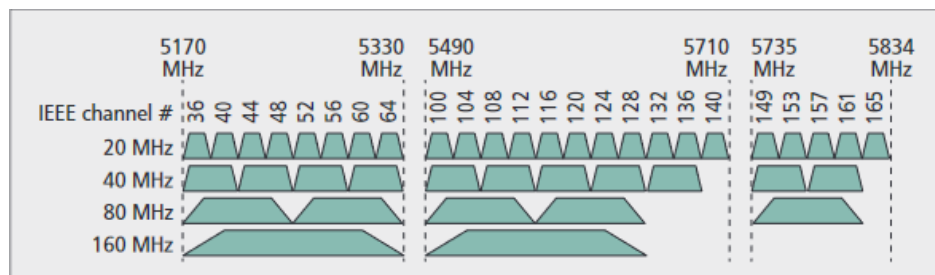 5170 MHz 5330 MHz 5490 MHz 5710 MHz 5735 MHz 5834 MHz
IEEE channel # 36 40 44 48 52 56 60 64 100 104 108 112 116 120 124 128 132 136 140 149 153 157 161 165
20 MHz
40 MHz
80 MHz
160 MHz